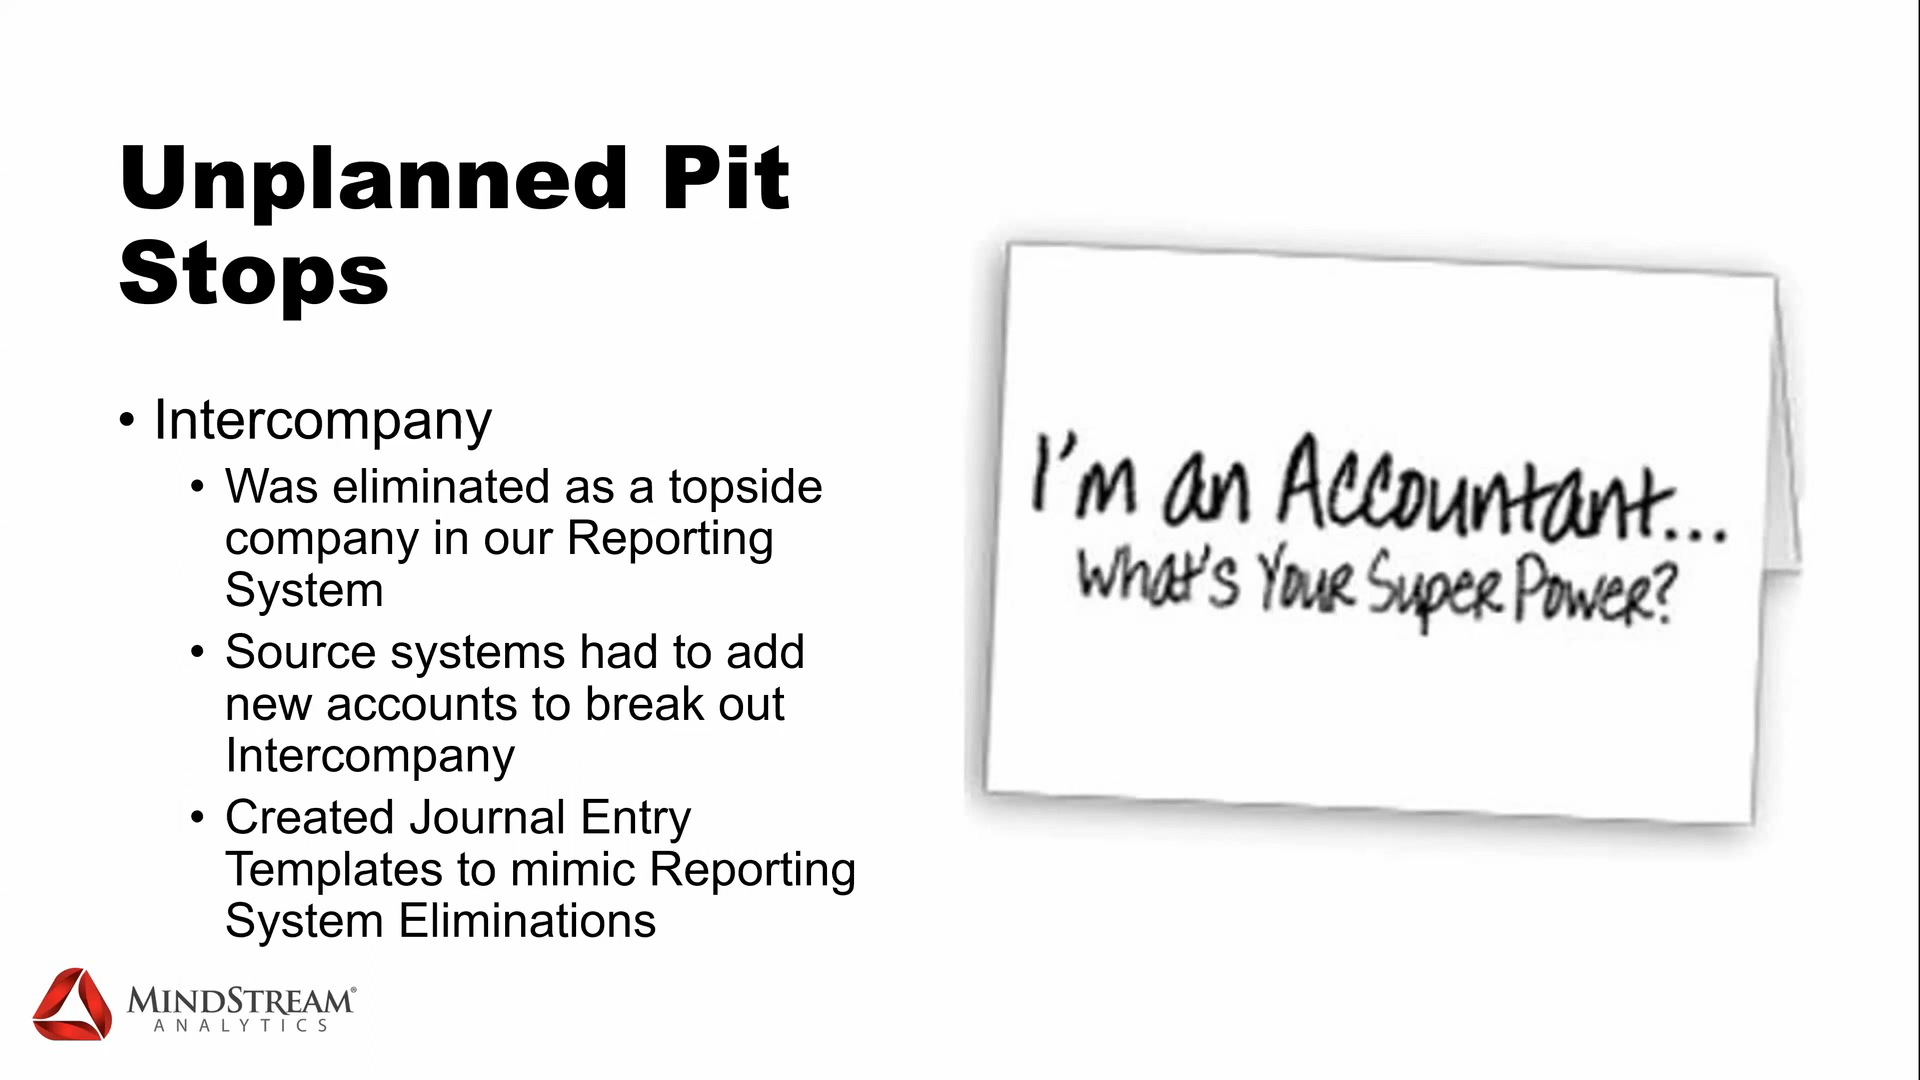 Unplanned Pit
Stops
• Intercompany
• Was eliminated as a topside
company in our Reporting
System
• Source systems had to add
new accounts to break out
Intercompany
• Created Journal Entry
Templates to mimic Reporting
System Eliminations
I'm an Accountant...
What's Your Super Power?
MINDSTREAM®
ANALYTICS